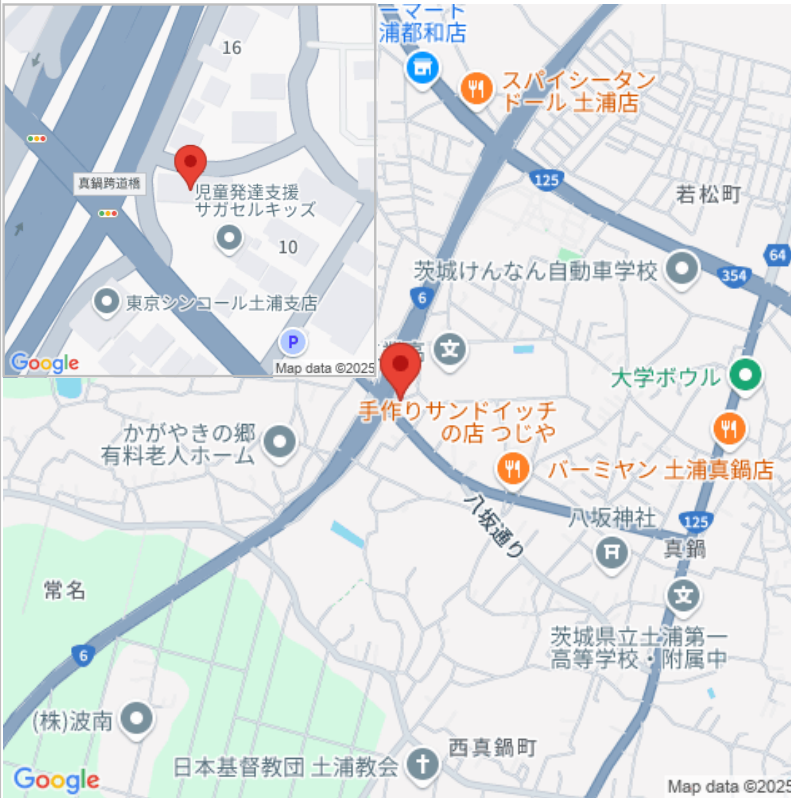 16
真鍋跨道橋
児童発達支援
サガセルキッズ
10
東京シンコール土浦支店
P
Google
Map data ©2025
ーマート
浦都和店
スパイシータン
ドール 土浦店
125
若松町
64
茨城けんなん自動車学校
354
6
高
大学ボウル
手作りサンドイッチ
の店 つじや
かがやきの郷
有料老人ホーム
バーミヤン 土浦真鍋店
八坂通り
八坂神社
125
真鍋
常名
茨城県立土浦第一
高等学校・附属中
6
(株)波南
西真鍋町
日本基督教団 土浦教会
Google
Map data ©2025